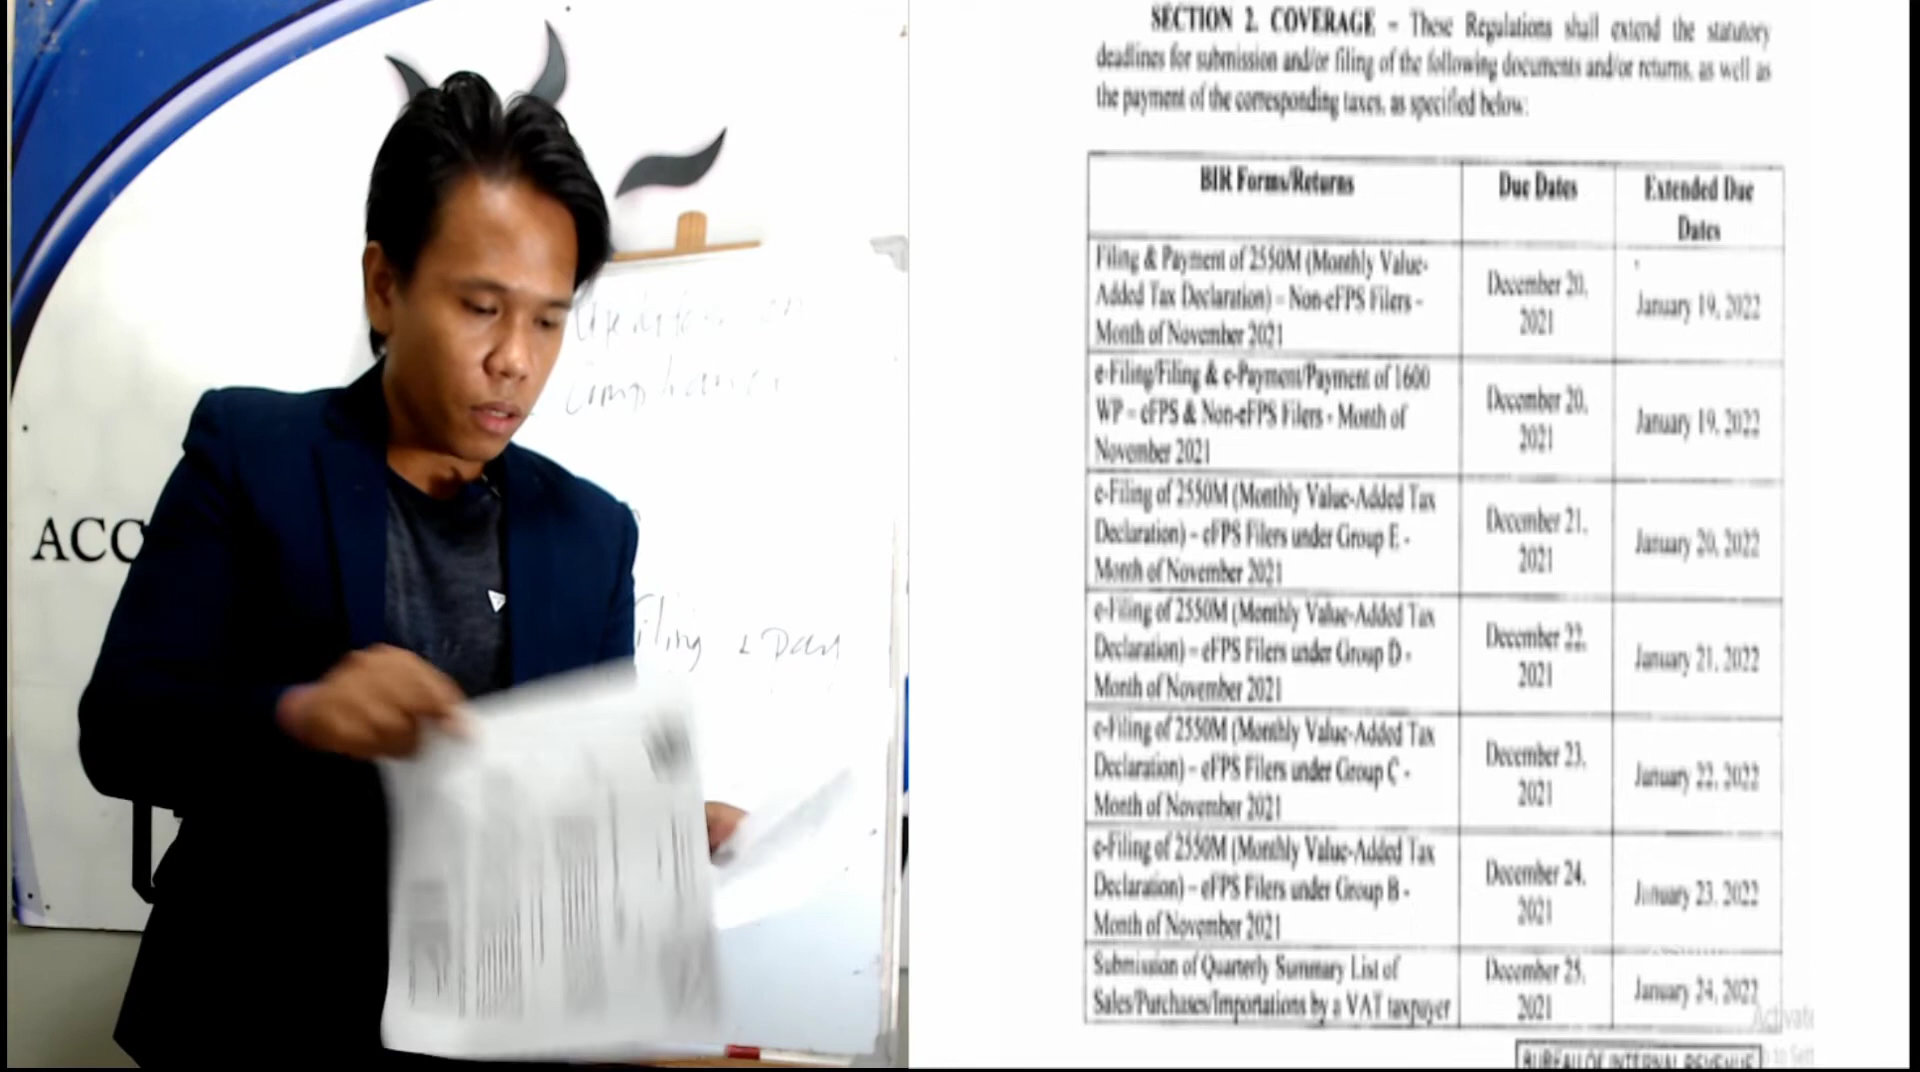 ACC
Compliance
Filing & Pay
SECTION 2. COVERAGE – These Regulations shall extend the statutory
deadlines for submission and/or filing of the following documents and/or returns, as well as
the payment of the corresponding taxes, as specified below:
BIR Forms/Returns
Due Dates
Extended Due
Dates
Filing & Payment of 2550M (Monthly Value-
Added Tax Declaration) – Non-eFPS Filers –
Month of November 2021
December 20,
2021
January 19, 2022
e-Filing/Filing & e-Payment/Payment of 1600
WP – eFPS & Non-eFPS Filers - Month of
November 2021
December 20,
2021
January 19, 2022
e-Filing of 2550M (Monthly Value-Added Tax
Declaration) – eFPS Filers under Group E -
Month of November 2021
December 21,
2021
January 20, 2022
e-Filing of 2550M (Monthly Value-Added Tax
Declaration) – eFPS Filers under Group D -
Month of November 2021
December 22,
2021
January 21, 2022
e-Filing of 2550M (Monthly Value-Added Tax
Declaration) – eFPS Filers under Group C -
Month of November 2021
December 23,
2021
January 22, 2022
e-Filing of 2550M (Monthly Value-Added Tax
Declaration) – eFPS Filers under Group B -
Month of November 2021
December 24,
2021
January 23, 2022
Submission of Quarterly Summary List of
Sales/Purchases/Importations by a VAT taxpayer
December 25,
2021
January 24, 2022
Activate
BUREAU OF INTERNAL REVENUE
to Sett